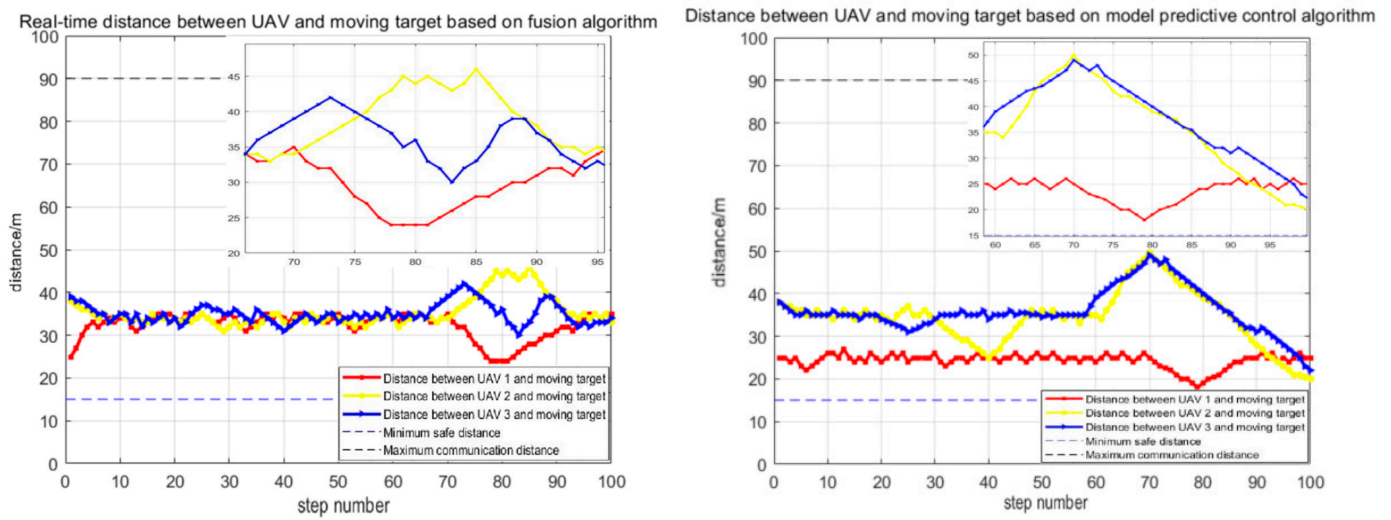 Real-time distance between UAV and moving target based on fusion algorithm
100
90
80
70
60
50
40
30
20
10
0
distance/m
45
40
35
30
25
20
70
75
80
85
90
95
Distance between UAV 1 and moving target
Distance between UAV 2 and moving target
Distance between UAV 3 and moving target
Minimum safe distance
Maximum communication distance
0 10 20 30 40 50 60 70 80 90 100
step number
Distance between UAV and moving target based on model predictive control algorithm
100
90
80
70
60
50
40
30
20
10
0
diistance/m
50
45
40
35
30
25
20
15
60 65 70 75 80 85 90 95
Distance between UAV 1 and moving target
Distance between UAV 2 and moving target
Distance between UAV 3 and moving target
Minimum safe distance
Maximum communication distance
0 10 20 30 40 50 60 70 80 90 100
step number